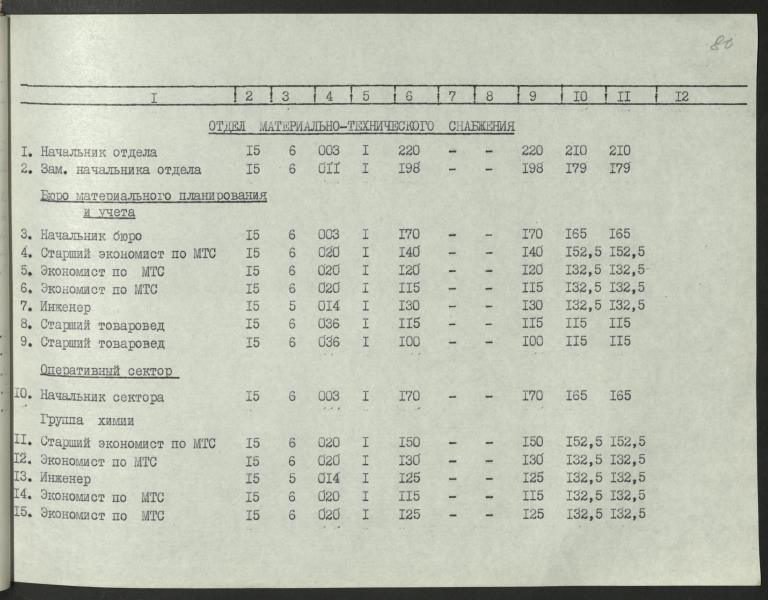 80
I 2 3 4 5 6 7 8 9 IO II I2
ОТДЕЛ МАТЕРИАЛЬНО-ТЕХНИЧЕСКОГО СНАБЖЕНИЯ
I. Начальник отдела I5 6 003 I 220 - - 220 2I0 2I0
2. Зам. начальника отдела I5 6 0II I I98 - - I98 I79 I79
Бюро материального планирования
и учета
3. Начальник бюро I5 6 003 I I70 - - I70 I65 I65
4. Старший экономист по МТС I5 6 020 I I40 - - I40 I52,5 I52,5
5. Экономист по МТС I5 6 020 I I20 - - I20 I32,5 I32,5
6. Экономист по МТС I5 6 020 I II5 - - II5 I32,5 I32,5
7. Инженер I5 5 0I4 I I30 - - I30 I32,5 I32,5
8. Старший товаровед I5 6 036 I II5 - - II5 II5 II5
9. Старший товаровед I5 6 036 I I00 - - I00 II5 II5
Оперативный сектор
I0. Начальник сектора I5 6 003 I I70 - - I70 I65 I65
Группа химии
II. Старший экономист по МТС I5 6 020 I I50 - - I50 I52,5 I52,5
I2. Экономист по МТС I5 6 020 I I30 - - I30 I32,5 I32,5
I3. Инженер I5 5 0I4 I I25 - - I25 I32,5 I32,5
I4. Экономист по МТС I5 6 020 I II5 - - II5 I32,5 I32,5
I5. Экономист по МТС I5 6 020 I I25 - - I25 I32,5 I32,5